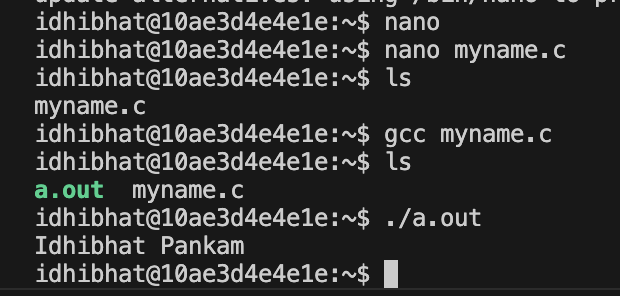 idhibhat@10ae3d4e4e1e:~$ nano
idhibhat@10ae3d4e4e1e:~$ nano myname.c
idhibhat@10ae3d4e4e1e:~$ ls
myname.c
idhibhat@10ae3d4e4e1e:~$ gcc myname.c
idhibhat@10ae3d4e4e1e:~$ ls
a.out  myname.c
idhibhat@10ae3d4e4e1e:~$ ./a.out
Idhibhat Pankam
idhibhat@10ae3d4e4e1e:~$